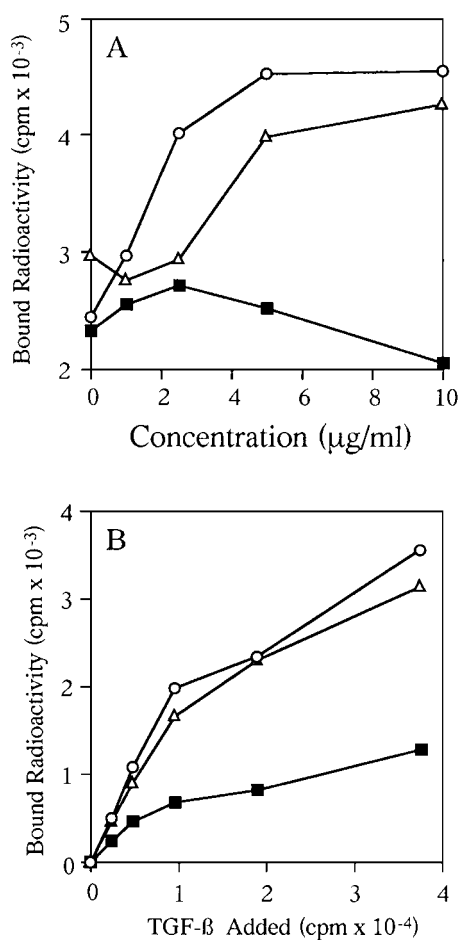 A
Bound Radioactivity (cpm x 10⁻³)
5
4
3
2
0 2 4 6 8 10
Concentration (µg/ml)
B
Bound Radioactivity (cpm x 10⁻³)
4
3
2
1
0
0 1 2 3 4
TGF-ß Added (cpm x 10⁻⁴)